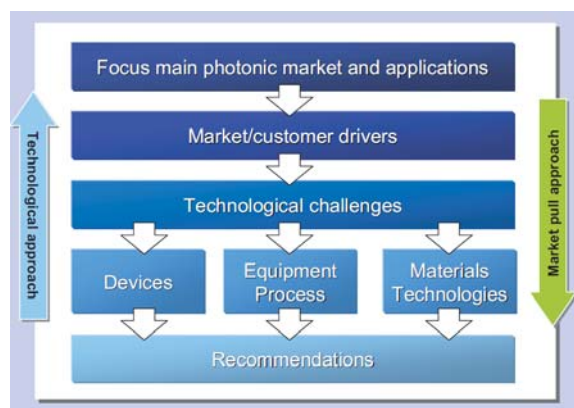 Focus main photonic market and applications
Market/customer drivers
Technological challenges
Devices
Equipment
Process
Materials
Technologies
Recommendations
Technological approach
Market pull approach